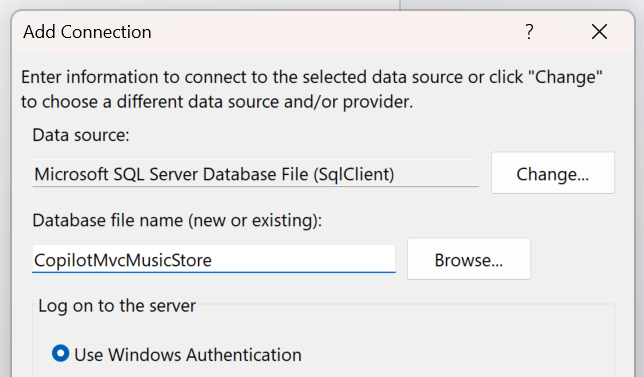 Add Connection
?
Enter information to connect to the selected data source or click "Change"
to choose a different data source and/or provider.
Data source:
Microsoft SQL Server Database File (SqlClient)
Change...
Database file name (new or existing):
CopilotMvcMusicStore
Browse...
Log on to the server
Use Windows Authentication